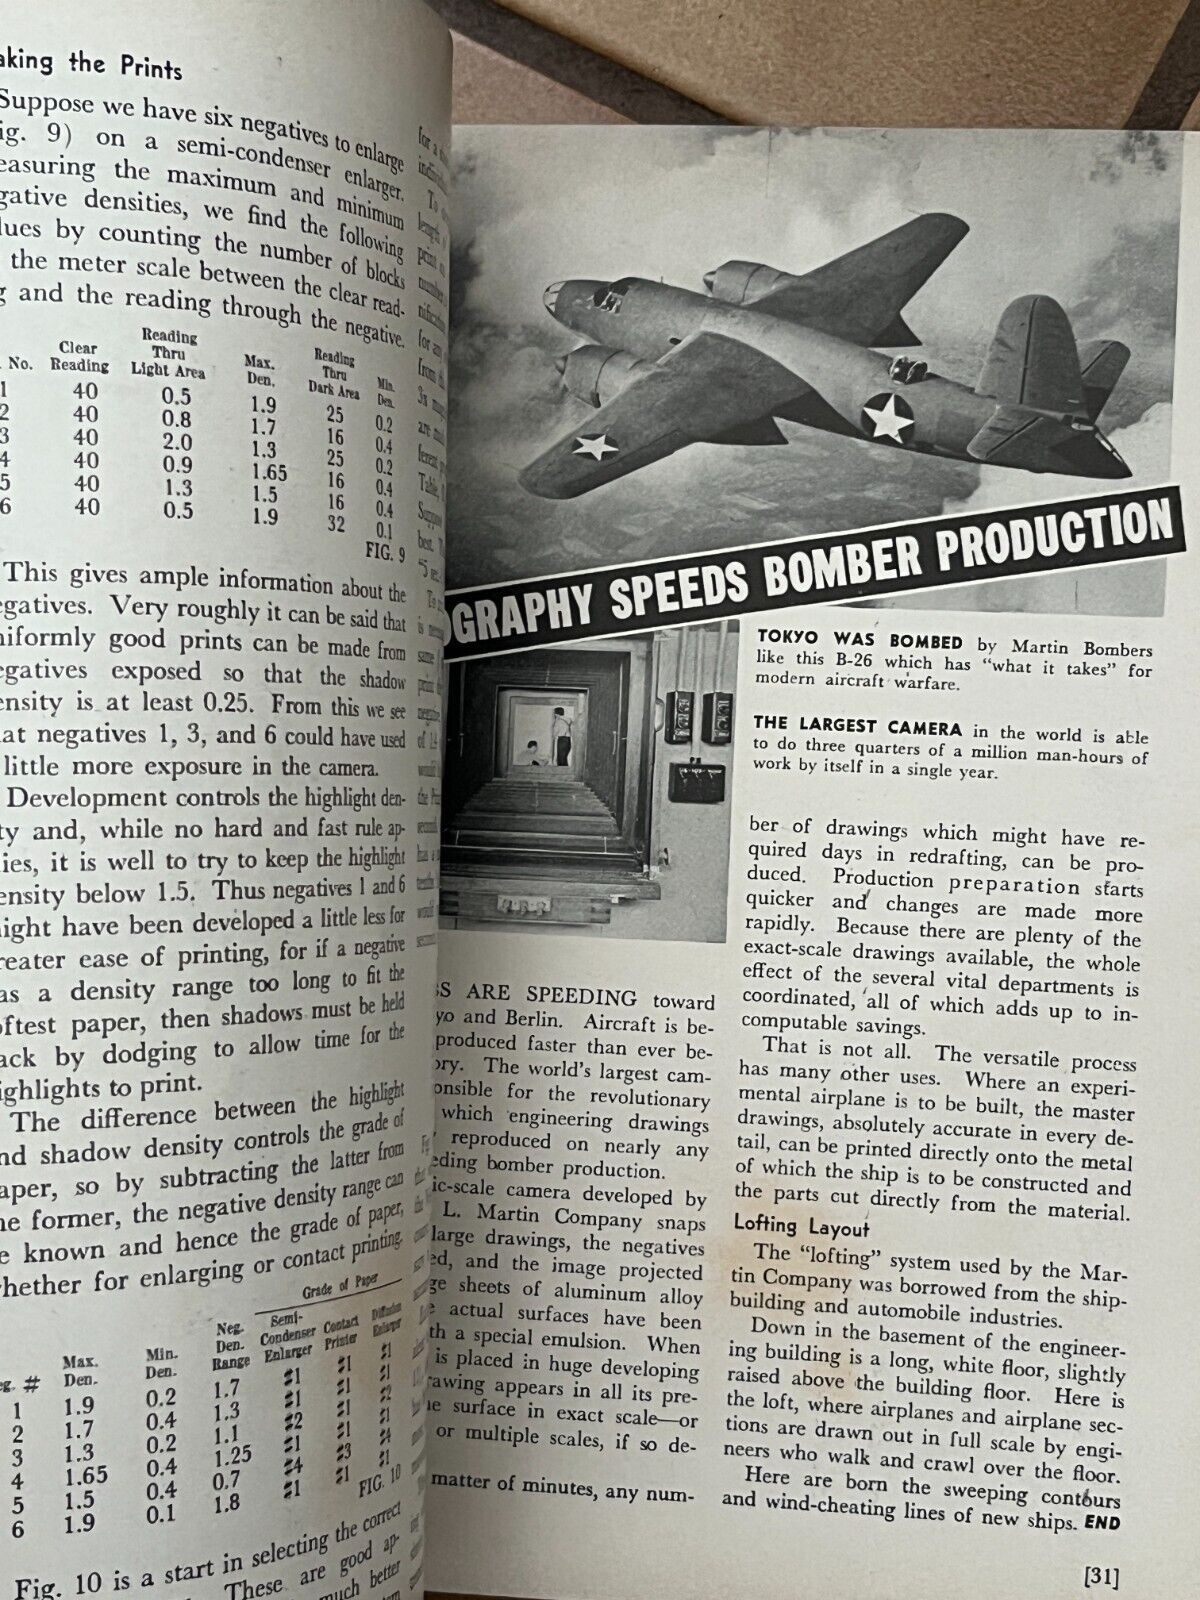 aking the Prints
Suppose we have six negatives to enlarge
ig. 9) on a semi-condenser enlarger.
easuring the maximum and minimum
gative densities, we find the following
lues by counting the number of blocks
the meter scale between the clear read-
g and the reading through the negative.
No. Clear Reading Reading Thru Light Area Max. Den. Reading Thru Dark Area Min. Den.
1 40 0.5 1.9 25 0.2
2 40 0.8 1.7 16 0.4
3 40 2.0 1.3 25 0.2
4 40 0.9 1.65 16 0.4
5 40 1.3 1.5 16 0.4
6 40 0.5 1.9 32 0.1
FIG. 9
This gives ample information about the
egatives. Very roughly it can be said that
niformly good prints can be made from
egatives exposed so that the shadow
ensity is at least 0.25. From this we see
at negatives 1, 3, and 6 could have used
little more exposure in the camera.
Development controls the highlight den-
ty and, while no hard and fast rule ap-
lies, it is well to try to keep the highlight
ensity below 1.5. Thus negatives 1 and 6
ight have been developed a little less for
reater ease of printing, for if a negative
as a density range too long to fit the
oftest paper, then shadows must be held
ack by dodging to allow time for the
ighlights to print.
The difference between the highlight
nd shadow density controls the grade of
aper, so by subtracting the latter from
he former, the negative density range can
e known and hence the grade of paper,
hether for enlarging or contact printing.
Grade of Paper
eg. # Max. Den. Min. Den. Neg. Den. Range Semi-Condenser Enlarger Contact Printer Diffusion Enlarger
1 1.9 0.2 1.7 #1 #1 #1
2 1.7 0.4 1.3 #1 #1 #1
3 1.3 0.2 1.1 #2 #1 #2
4 1.65 0.4 1.25 #1 #1 #1
5 1.5 0.4 0.7 #4 #3 #4
6 1.9 0.1 1.8 #1 #1 #1
FIG. 10
Fig. 10 is a start in selecting the correct
These are good ap-
much better
OGRAPHY SPEEDS BOMBER PRODUCTION
TOKYO WAS BOMBED by Martin Bombers
like this B-26 which has "what it takes" for
modern aircraft warfare.
THE LARGEST CAMERA in the world is able
to do three quarters of a million man-hours of
work by itself in a single year.
SS ARE SPEEDING toward
yo and Berlin. Aircraft is be-
produced faster than ever be-
ory. The world's largest cam-
onsible for the revolutionary
which engineering drawings
reproduced on nearly any
eding bomber production.
ic-scale camera developed by
L. Martin Company snaps
large drawings, the negatives
ed, and the image projected
ge sheets of aluminum alloy
actual surfaces have been
th a special emulsion. When
is placed in huge developing
rawing appears in all its pre-
e surface in exact scale—or
or multiple scales, if so de-
matter of minutes, any num-
ber of drawings which might have re-
quired days in redrafting, can be pro-
duced. Production preparation starts
quicker and changes are made more
rapidly. Because there are plenty of the
exact-scale drawings available, the whole
effect of the several vital departments is
coordinated, all of which adds up to in-
computable savings.
That is not all. The versatile process
has many other uses. Where an experi-
mental airplane is to be built, the master
drawings, absolutely accurate in every de-
tail, can be printed directly onto the metal
of which the ship is to be constructed and
the parts cut directly from the material.
Lofting Layout
The "lofting" system used by the Mar-
tin Company was borrowed from the ship-
building and automobile industries.
Down in the basement of the engineer-
ing building is a long, white floor, slightly
raised above the building floor. Here is
the loft, where airplanes and airplane sec-
tions are drawn out in full scale by engi-
neers who walk and crawl over the floor.
Here are born the sweeping contours
and wind-cheating lines of new ships. END
[31]